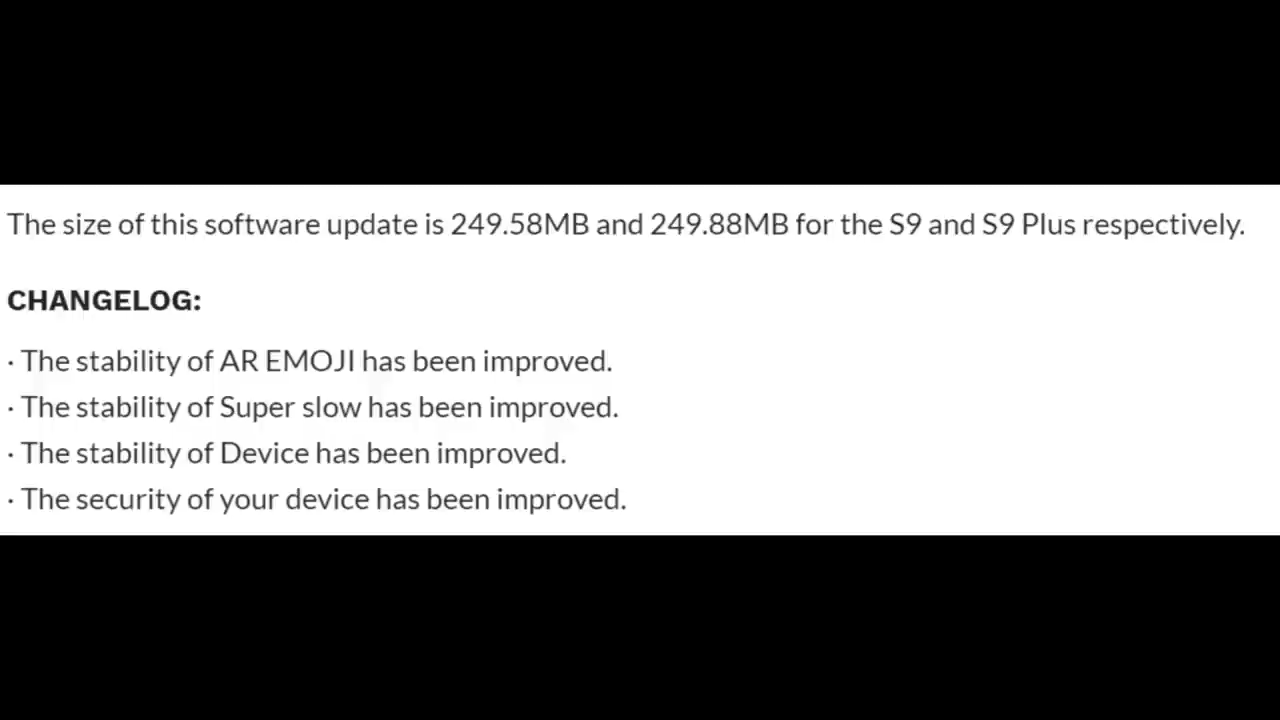 The size of this software update is 249.58MB and 249.88MB for the S9 and S9 Plus respectively.
CHANGELOG:
· The stability of AR EMOJI has been improved.
· The stability of Super slow has been improved.
· The stability of Device has been improved.
· The security of your device has been improved.